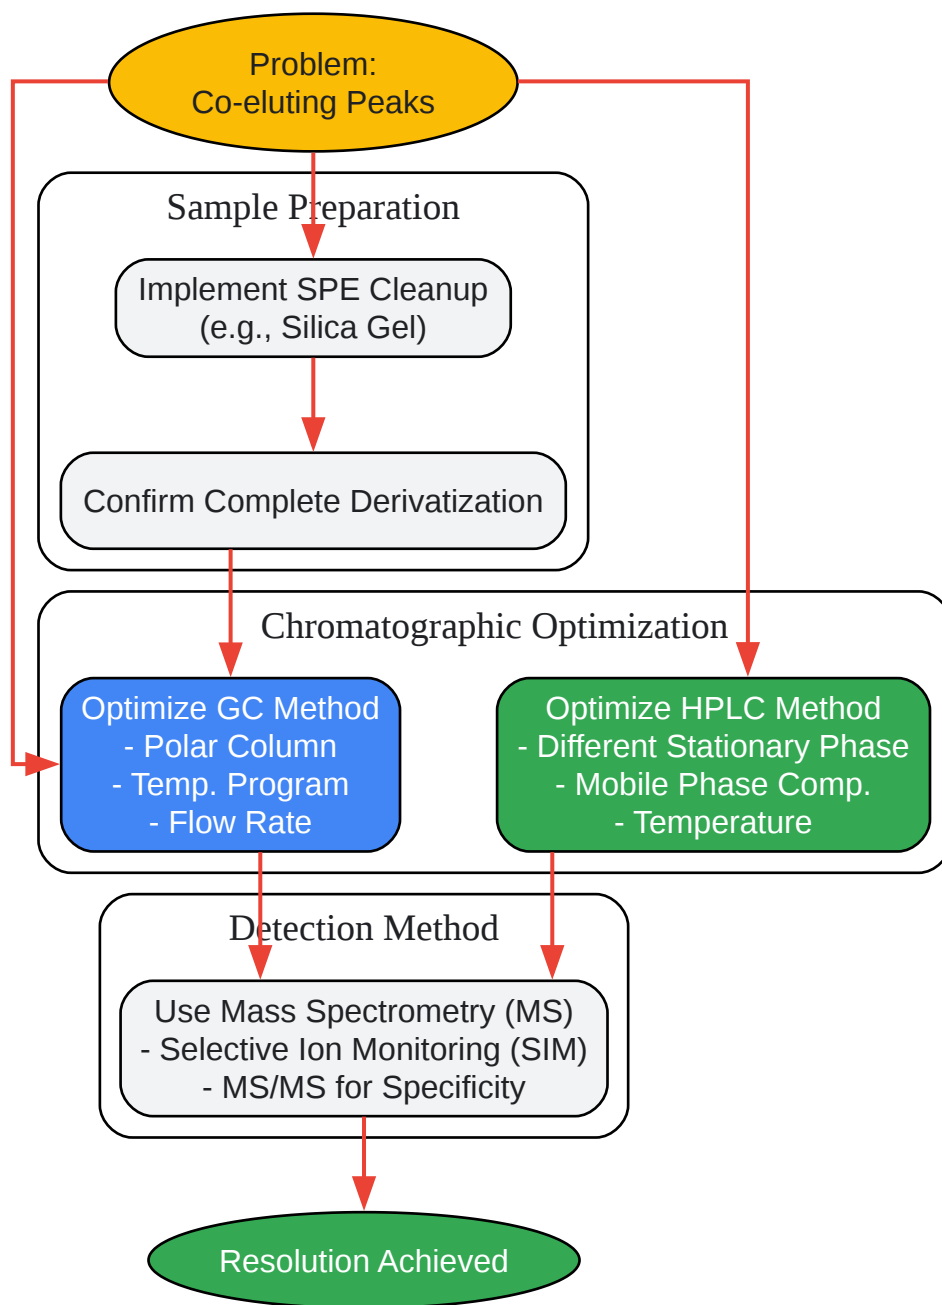 Problem:
Co-eluting Peaks
Sample Preparation
Implement SPE Cleanup
(e.g., Silica Gel)
Confirm Complete Derivatization
Chromatographic Optimization
Optimize GC Method
- Polar Column
- Temp. Program
- Flow Rate
Optimize HPLC Method
- Different Stationary Phase
- Mobile Phase Comp.
- Temperature
Detection Method
Use Mass Spectrometry (MS)
- Selective Ion Monitoring (SIM)
- MS/MS for Specificity
Resolution Achieved